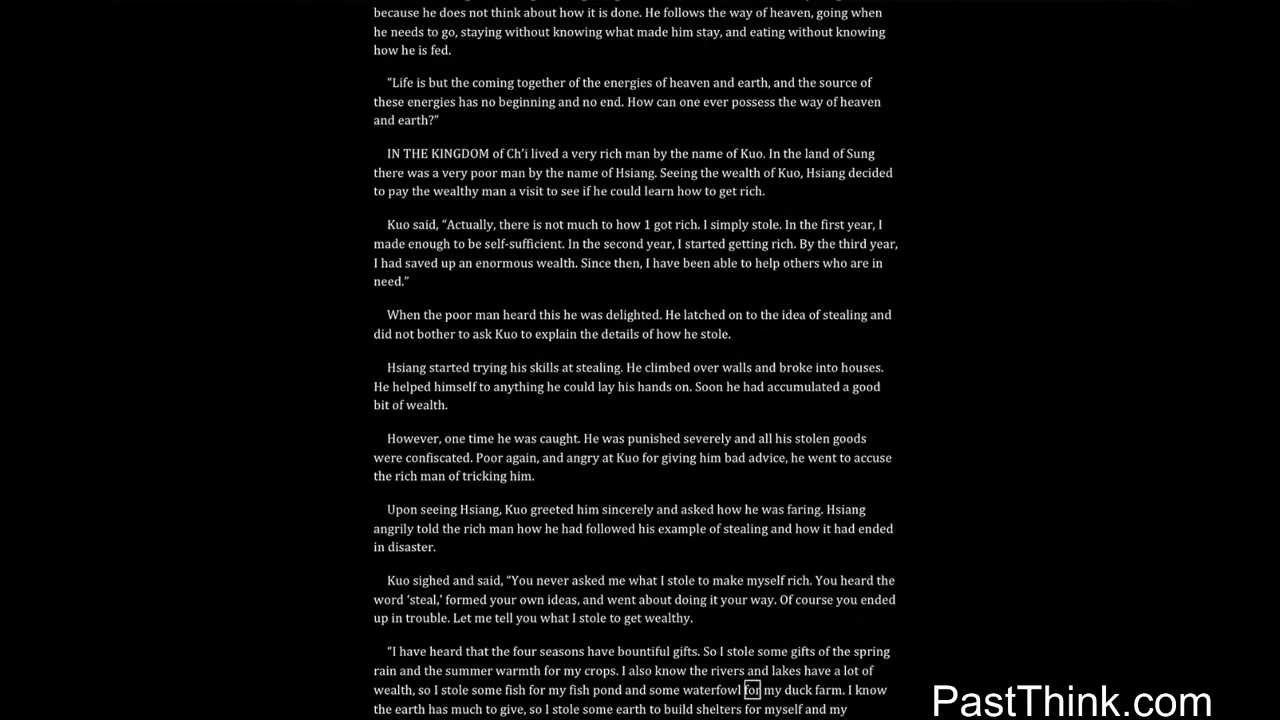 because he does not think about how it is done. He follows the way of heaven, going when
he needs to go, staying without knowing what made him stay, and eating without knowing
how he is fed.
“Life is but the coming together of the energies of heaven and earth, and the source of
these energies has no beginning and no end. How can one ever possess the way of heaven
and earth?”
IN THE KINGDOM of Ch’i lived a very rich man by the name of Kuo. In the land of Sung
there was a very poor man by the name of Hsiang. Seeing the wealth of Kuo, Hsiang decided
to pay the wealthy man a visit to see if he could learn how to get rich.
Kuo said, “Actually, there is not much to how 1 got rich. I simply stole. In the first year, I
made enough to be self-sufficient. In the second year, I started getting rich. By the third year,
I had saved up an enormous wealth. Since then, I have been able to help others who are in
need.”
When the poor man heard this he was delighted. He latched on to the idea of stealing and
did not bother to ask Kuo to explain the details of how he stole.
Hsiang started trying his skills at stealing. He climbed over walls and broke into houses.
He helped himself to anything he could lay his hands on. Soon he had accumulated a good
bit of wealth.
However, one time he was caught. He was punished severely and all his stolen goods
were confiscated. Poor again, and angry at Kuo for giving him bad advice, he went to accuse
the rich man of tricking him.
Upon seeing Hsiang, Kuo greeted him sincerely and asked how he was faring. Hsiang
angrily told the rich man how he had followed his example of stealing and how it had ended
in disaster.
Kuo sighed and said, “You never asked me what I stole to make myself rich. You heard the
word ‘steal,’ formed your own ideas, and went about doing it your way. Of course you ended
up in trouble. Let me tell you what I stole to get wealthy.
“I have heard that the four seasons have bountiful gifts. So I stole some gifts of the spring
rain and the summer warmth for my crops. I also know the rivers and lakes have a lot of
wealth, so I stole some fish for my fish pond and some waterfowl for my duck farm. I know
the earth has much to give, so I stole some earth to build shelters for myself and my
PastThink.com